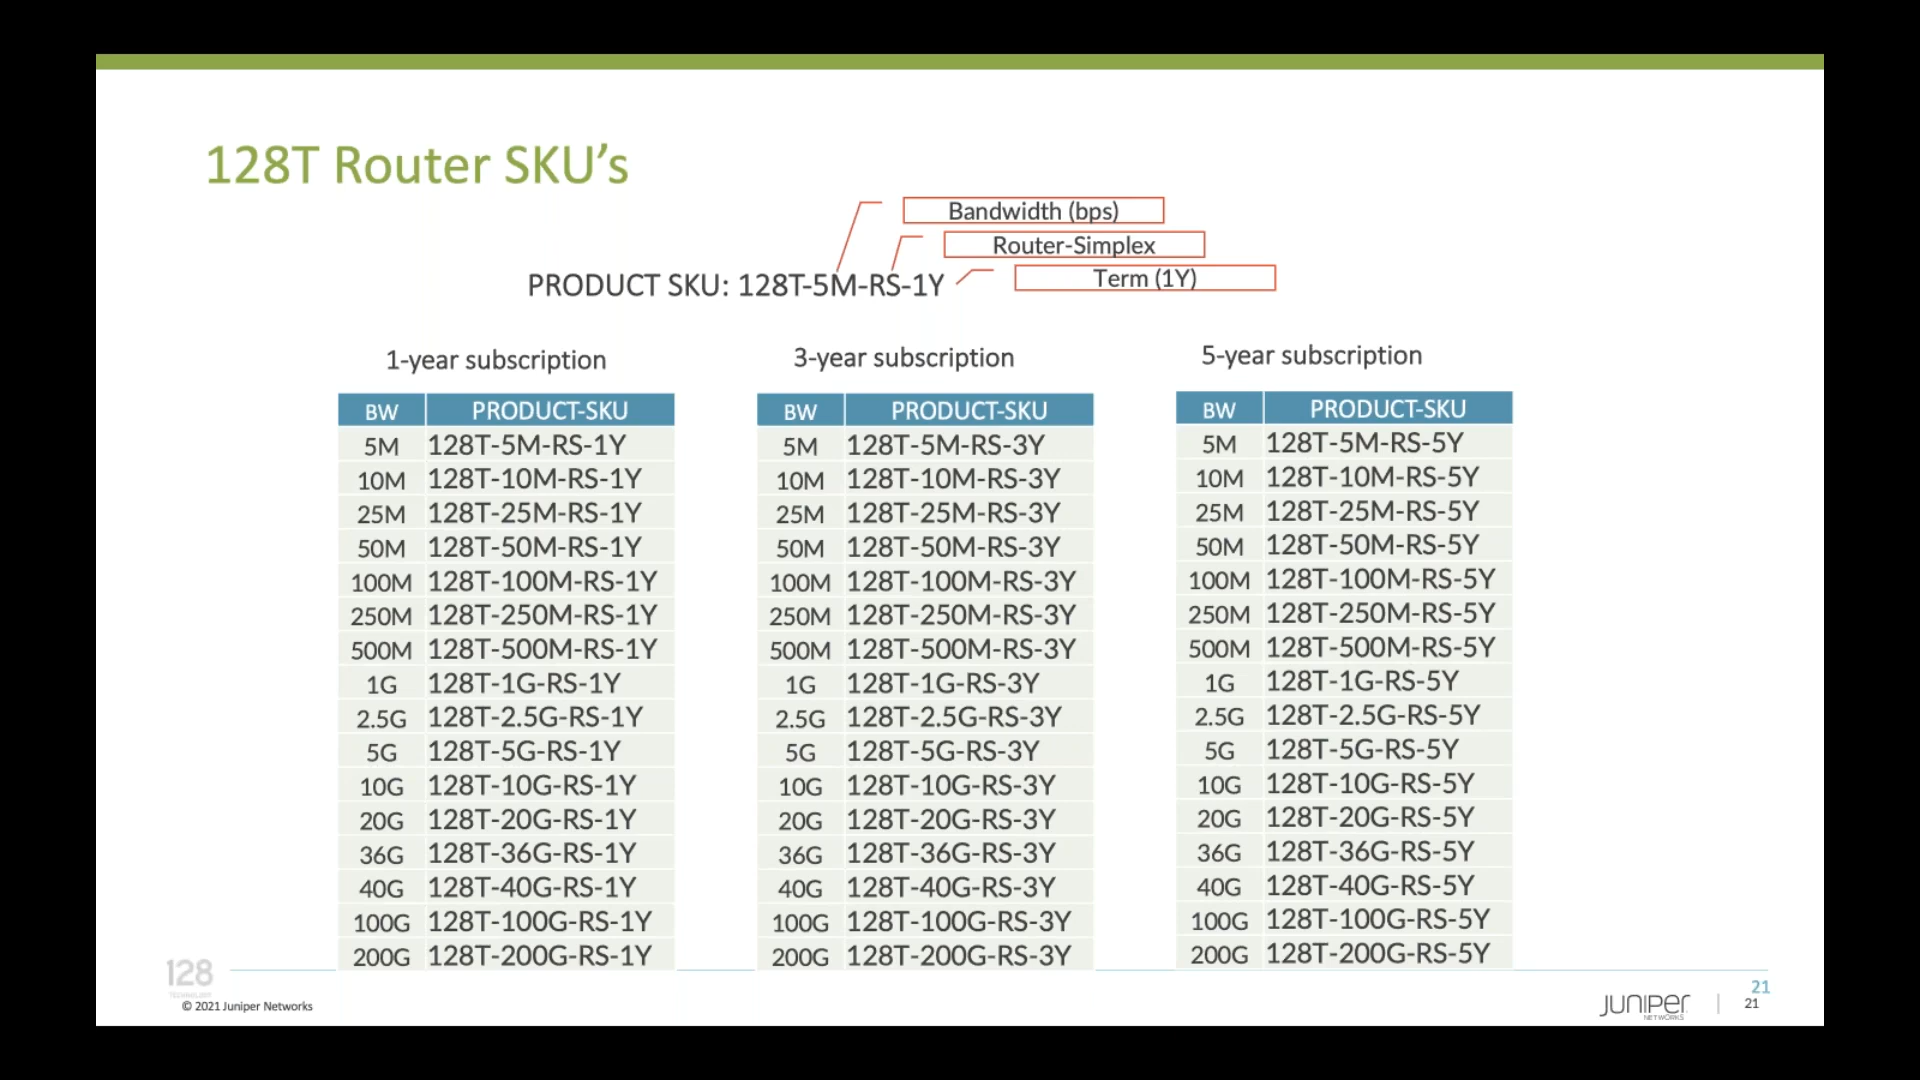 128T Router SKU’s
Bandwidth (bps)
Router-Simplex
Term (1Y)
PRODUCT SKU: 128T-5M-RS-1Y
1-year subscription
BW PRODUCT-SKU
5M 128T-5M-RS-1Y
10M 128T-10M-RS-1Y
25M 128T-25M-RS-1Y
50M 128T-50M-RS-1Y
100M 128T-100M-RS-1Y
250M 128T-250M-RS-1Y
500M 128T-500M-RS-1Y
1G 128T-1G-RS-1Y
2.5G 128T-2.5G-RS-1Y
5G 128T-5G-RS-1Y
10G 128T-10G-RS-1Y
20G 128T-20G-RS-1Y
36G 128T-36G-RS-1Y
40G 128T-40G-RS-1Y
100G 128T-100G-RS-1Y
200G 128T-200G-RS-1Y
3-year subscription
BW PRODUCT-SKU
5M 128T-5M-RS-3Y
10M 128T-10M-RS-3Y
25M 128T-25M-RS-3Y
50M 128T-50M-RS-3Y
100M 128T-100M-RS-3Y
250M 128T-250M-RS-3Y
500M 128T-500M-RS-3Y
1G 128T-1G-RS-3Y
2.5G 128T-2.5G-RS-3Y
5G 128T-5G-RS-3Y
10G 128T-10G-RS-3Y
20G 128T-20G-RS-3Y
36G 128T-36G-RS-3Y
40G 128T-40G-RS-3Y
100G 128T-100G-RS-3Y
200G 128T-200G-RS-3Y
5-year subscription
BW PRODUCT-SKU
5M 128T-5M-RS-5Y
10M 128T-10M-RS-5Y
25M 128T-25M-RS-5Y
50M 128T-50M-RS-5Y
100M 128T-100M-RS-5Y
250M 128T-250M-RS-5Y
500M 128T-500M-RS-5Y
1G 128T-1G-RS-5Y
2.5G 128T-2.5G-RS-5Y
5G 128T-5G-RS-5Y
10G 128T-10G-RS-5Y
20G 128T-20G-RS-5Y
36G 128T-36G-RS-5Y
40G 128T-40G-RS-5Y
100G 128T-100G-RS-5Y
200G 128T-200G-RS-5Y
128
TECHNOLOGY
© 2021 Juniper Networks
21
JUNIPEr
NETWORKS
21